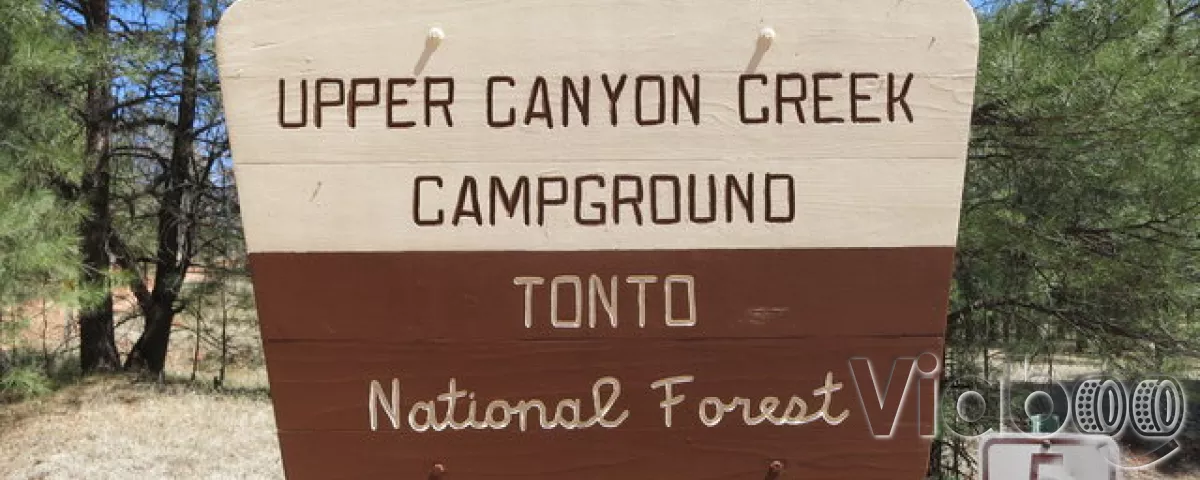 UPPER CANYON CREEK
CAMPGROUND
TONTO
National Forest